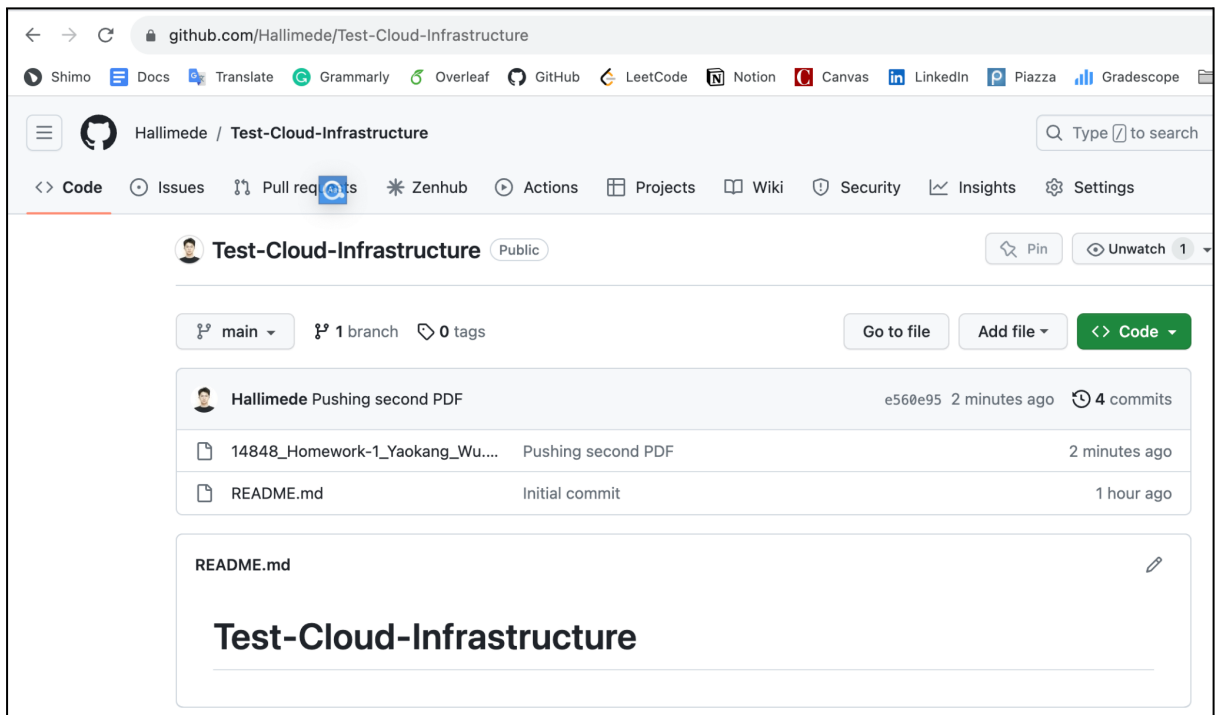 github.com/Hallimede/Test-Cloud-Infrastructure
Shimo Docs Translate Grammarly Overleaf GitHub LeetCode Notion Canvas LinkedIn Piazza Gradescope
Hallimede / Test-Cloud-Infrastructure Type / to search
Code Issues Pull Zenhub Actions Projects Wiki Security Insights Settings
Test-Cloud-Infrastructure Public Pin Unwatch 1
main 1 branch 0 tags Go to file Add file Code
Hallimede Pushing second PDF e560e95 2 minutes ago 4 commits
14848_Homework-1_Yaokang_Wu.... Pushing second PDF 2 minutes ago
README.md Initial commit 1 hour ago
README.md
Test-Cloud-Infrastructure